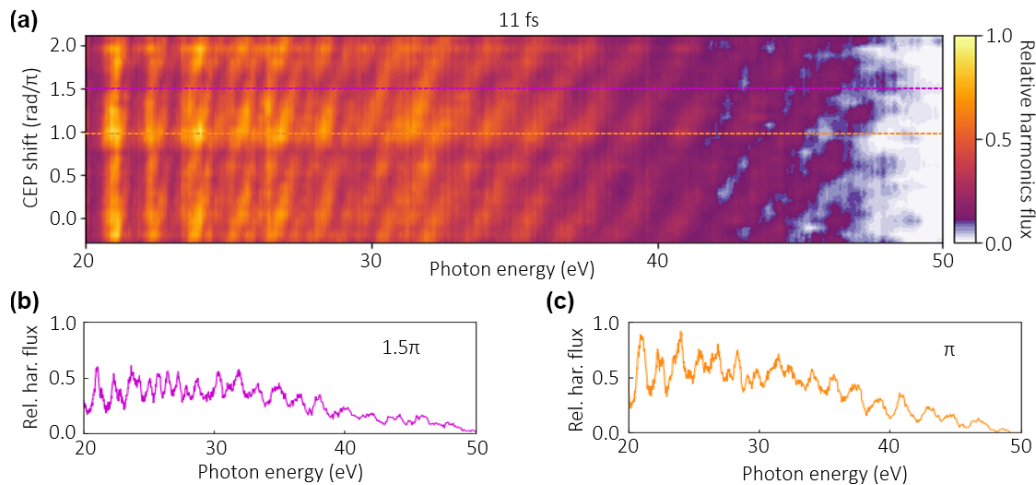 (a)
11 fs
CEP shift (rad/π)
2.0
1.5
1.0
0.5
0.0
20
30
40
50
Photon energy (eV)
1.0
0.5
0.0
Relative harmonics flux
(b)
Rel. har. flux
1.0
0.5
0.0
1.5π
20
30
40
50
Photon energy (eV)
(c)
Rel. har. flux
1.0
0.5
0.0
π
20
30
40
50
Photon energy (eV)